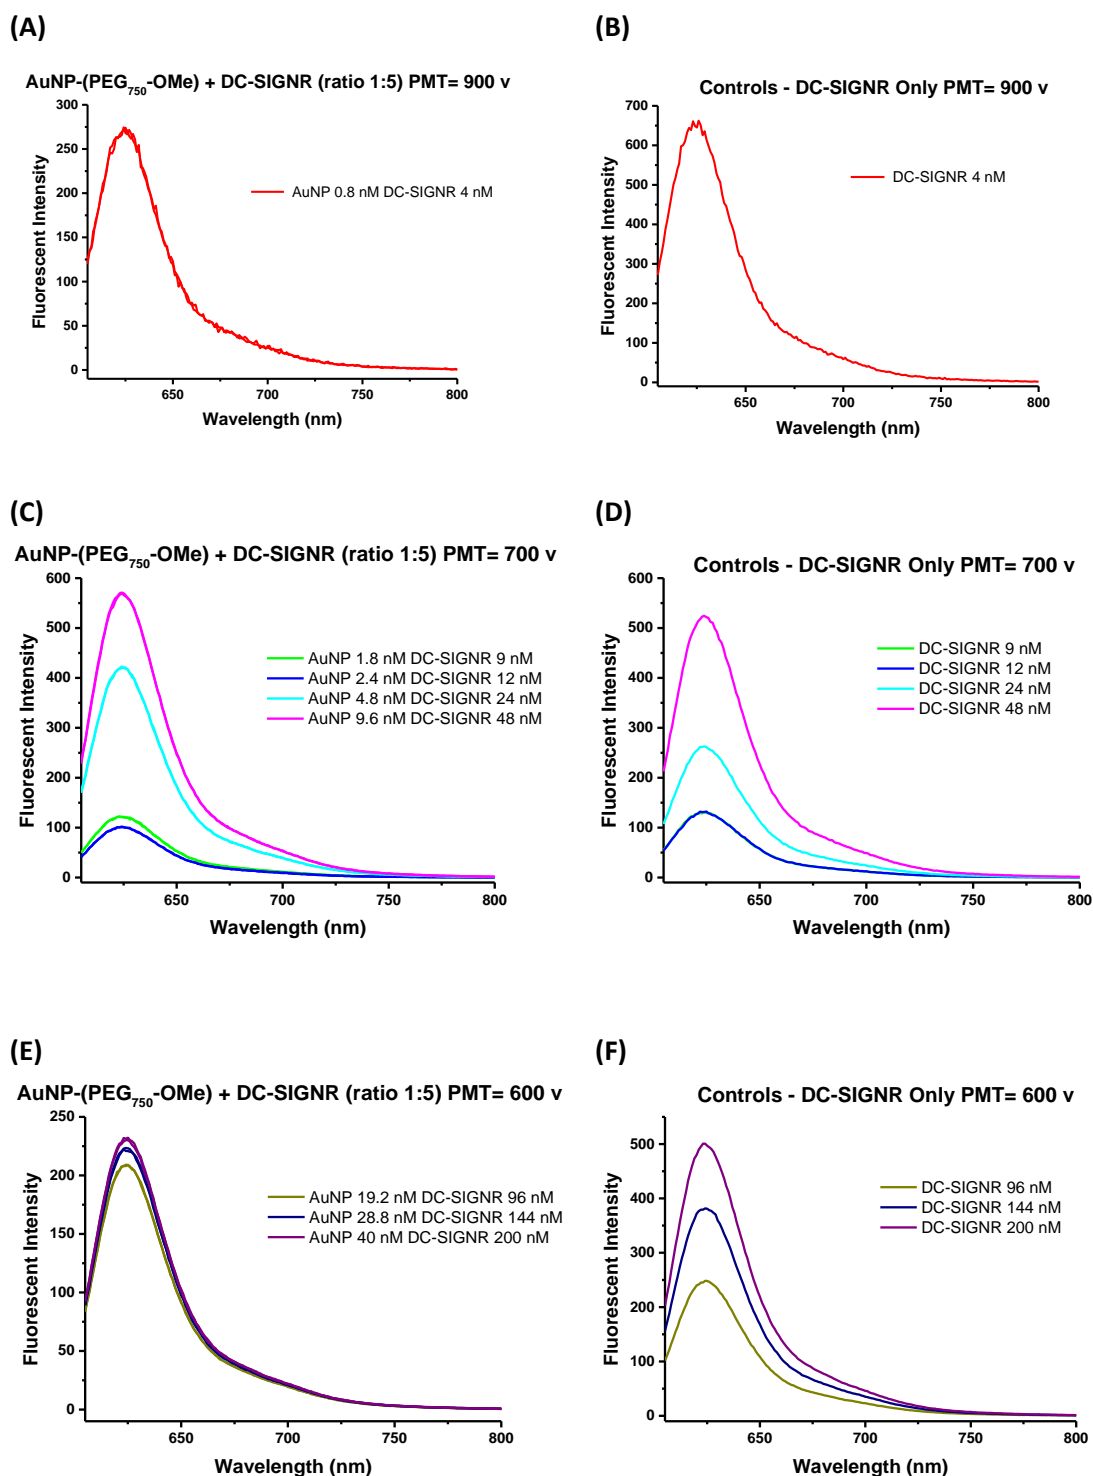 (A)
AuNP-(PEG750-OMe) + DC-SIGNR (ratio 1:5) PMT= 900 v
300
250
200
150
100
50
0
Fluorescent Intensity
AuNP 0.8 nM DC-SIGNR 4 nM
650
700
750
800
Wavelength (nm)
(B)
Controls - DC-SIGNR Only PMT= 900 v
700
600
500
400
300
200
100
0
Fluorescent Intensity
DC-SIGNR 4 nM
650
700
750
800
Wavelength (nm)
(C)
AuNP-(PEG750-OMe) + DC-SIGNR (ratio 1:5) PMT= 700 v
600
500
400
300
200
100
0
Fluorescent Intensity
AuNP 1.8 nM DC-SIGNR 9 nM
AuNP 2.4 nM DC-SIGNR 12 nM
AuNP 4.8 nM DC-SIGNR 24 nM
AuNP 9.6 nM DC-SIGNR 48 nM
650
700
750
800
Wavelength (nm)
(D)
Controls - DC-SIGNR Only PMT= 700 v
600
500
400
300
200
100
0
Fluorescent Intensity
DC-SIGNR 9 nM
DC-SIGNR 12 nM
DC-SIGNR 24 nM
DC-SIGNR 48 nM
650
700
750
800
Wavelength (nm)
(E)
AuNP-(PEG750-OMe) + DC-SIGNR (ratio 1:5) PMT= 600 v
250
200
150
100
50
0
Fluorescent Intensity
AuNP 19.2 nM DC-SIGNR 96 nM
AuNP 28.8 nM DC-SIGNR 144 nM
AuNP 40 nM DC-SIGNR 200 nM
650
700
750
800
Wavelength (nm)
(F)
Controls - DC-SIGNR Only PMT= 600 v
500
400
300
200
100
0
Fluorescent Intensity
DC-SIGNR 96 nM
DC-SIGNR 144 nM
DC-SIGNR 200 nM
650
700
750
800
Wavelength (nm)